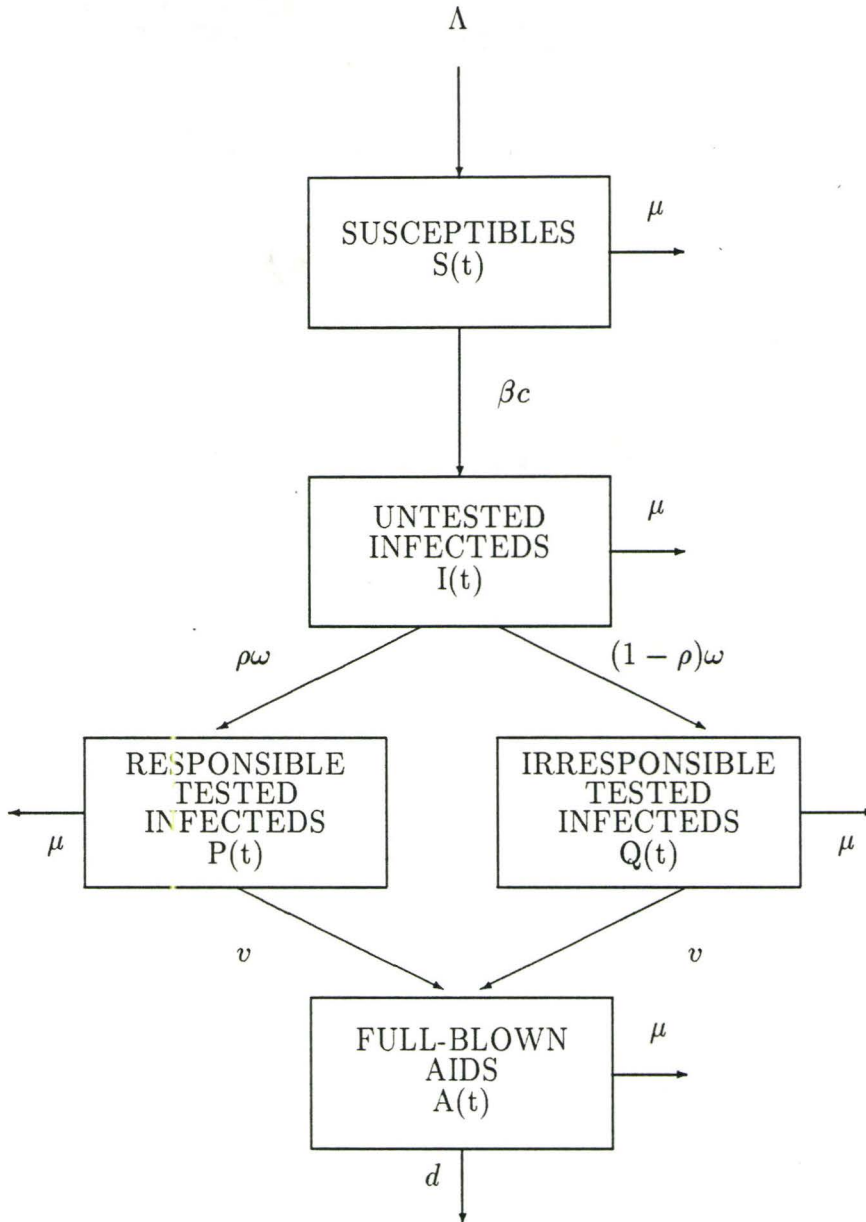 Λ
SUSCEPTIBLES
S(t)
μ
βc
UNTESTED
INFECTEDS
I(t)
μ
ρω
(1 − ρ)ω
RESPONSIBLE
TESTED
INFECTEDS
P(t)
μ
IRRESPONSIBLE
TESTED
INFECTEDS
Q(t)
μ
v
v
FULL-BLOWN
AIDS
A(t)
μ
d